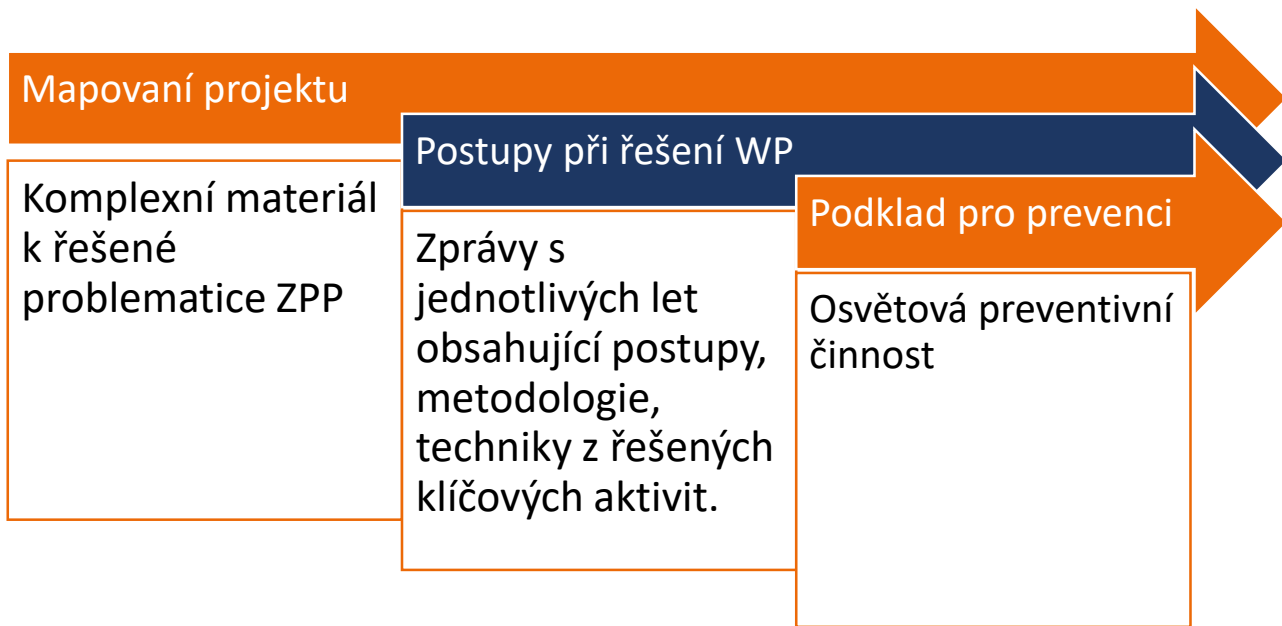 Mapovaní projektu
Komplexní materiál
k řešené
problematice ZPP
Postupy při řešení WP
Zprávy s
jednotlivých let
obsahující postupy,
metodologie,
techniky z řešených
klíčových aktivit.
Podklad pro prevenci
Osvětová preventivní
činnost